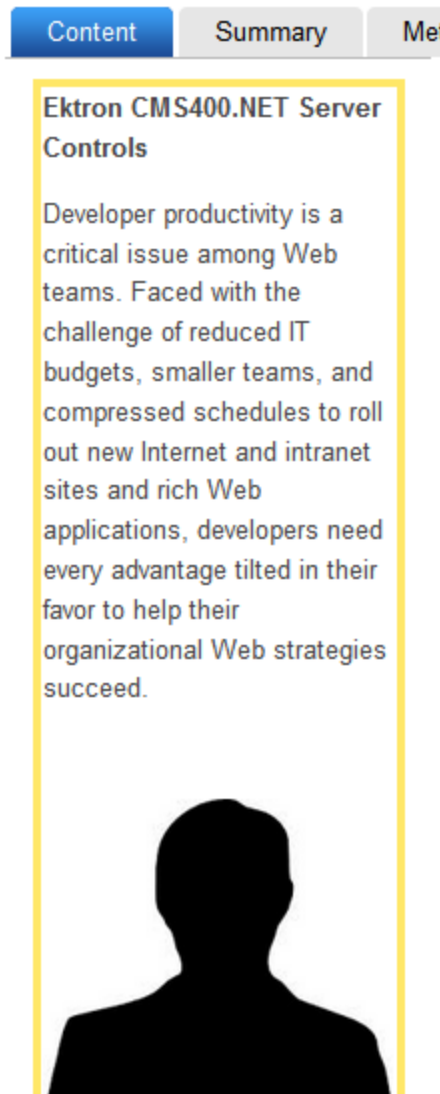 Content Summary
Ektron CMS400.NET Server
Controls
Developer productivity is a
critical issue among Web
teams. Faced with the
challenge of reduced IT
budgets, smaller teams, and
compressed schedules to roll
out new Internet and intranet
sites and rich Web
applications, developers need
every advantage tilted in their
favor to help their
organizational Web strategies
succeed.